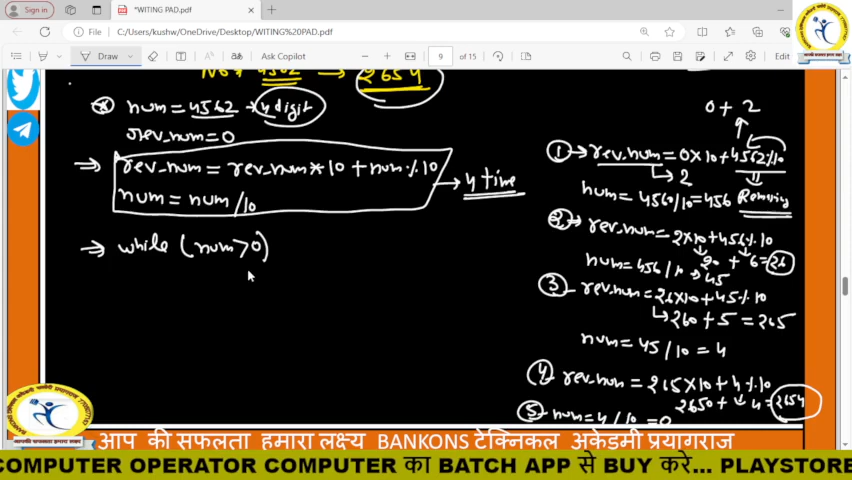 Sign in
*WITING PAD.pdf
File
C:/Users/kushw/OneDrive/Desktop/WITING%20PAD.pdf
Draw
Ask Copilot
9 of 15
Edit
No → 4562 → 2654
num = 4562 → 4 digit
rev_num = 0
⇒ rev_num = rev_num * 10 + num % 10
num = num / 10
→ 4 time
⇒ while (num > 0)
0 + 2
① → rev_num = 0 x 10 + 4562 % 10
↳ 2
num = 4560/10 = 456
Removing
② rev_num = 2 x 10 + 456 % 10
20 + 6 = 26
num = 456/10 → 45
③ rev_num = 26 x 10 + 45 % 10
↳ 260 + 5 = 265
num = 45/10 = 4
④ rev_num = 265 x 10 + 4 % 10
2650 + 4 = 2654
⑤ num = 4/10 = 0
आप की सफलता हमारा लक्ष्य BANKONS टेक्निकल अकेडमी प्रयागराज
COMPUTER OPERATOR COMPUTER का BATCH APP से BUY करे... PLAYSTORE